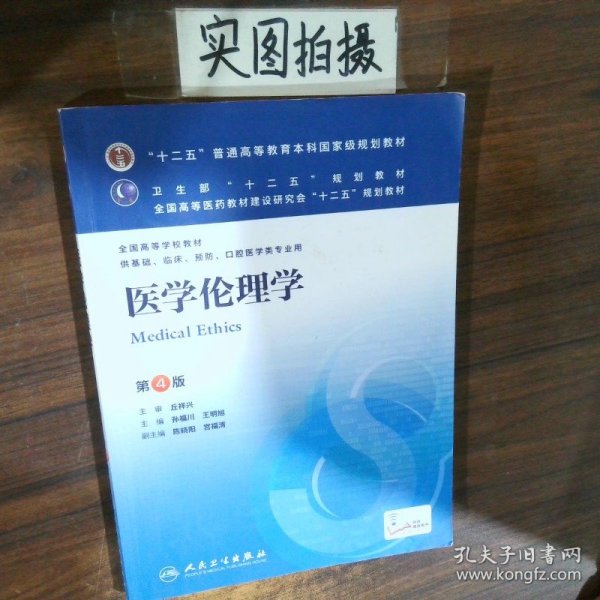 实图拍摄
"十二五"普通高等教育本科国家级规划教材
卫生部"十二五"规划教材
全国高等医药教材建设研究会"十二五"规划教材
全国高等学校教材
供基础、临床、预防、口腔医学类专业用
医学伦理学
Medical Ethics
第4版
主审 丘祥兴
主编 孙福川 王明旭
副主编 陈晓阳 宫福清
人民卫生出版社
孔夫子旧书网
www.kongfz.com